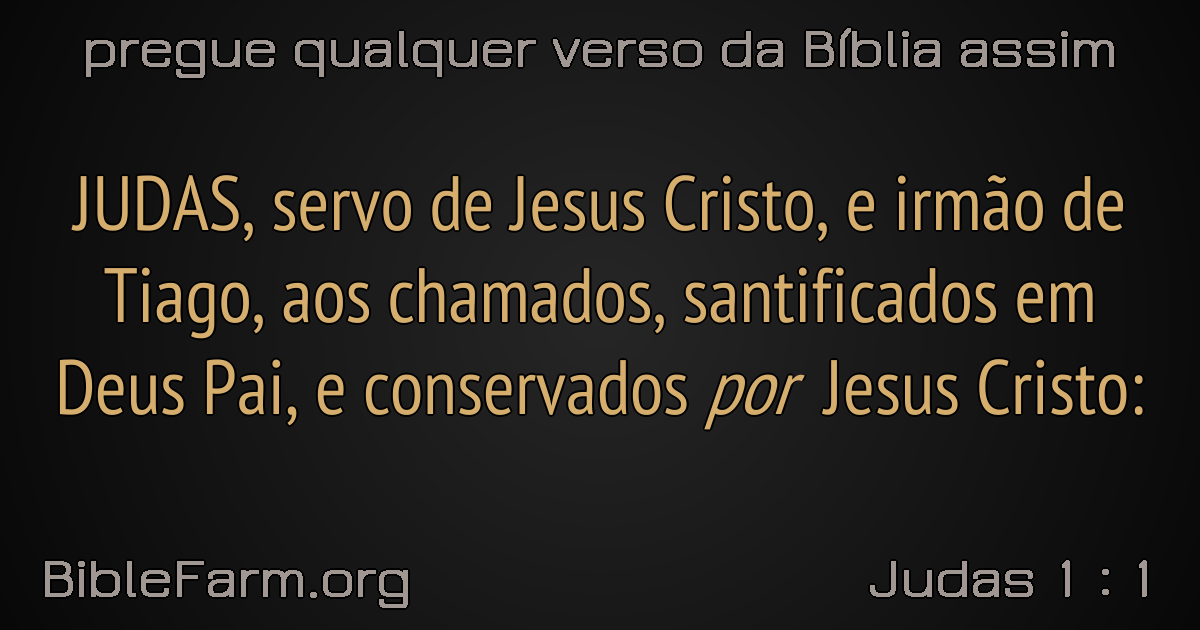 pregue qualquer verso da Bíblia assim
JUDAS, servo de Jesus Cristo, e irmão de
Tiago, aos chamados, santificados em
Deus Pai, e conservados por Jesus Cristo:
BibleFarm.org
Judas 1 : 1